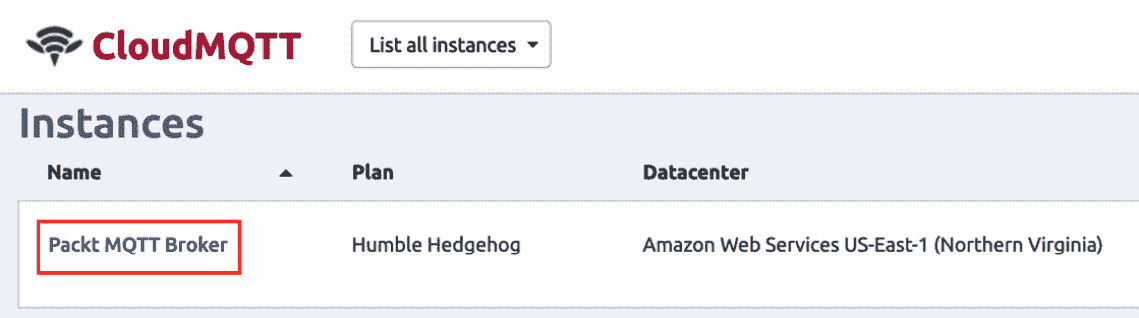 CloudMQTT
List all instances
Instances
Name Plan Datacenter
Packt MQTT Broker Humble Hedgehog Amazon Web Services US-East-1 (Northern Virginia)